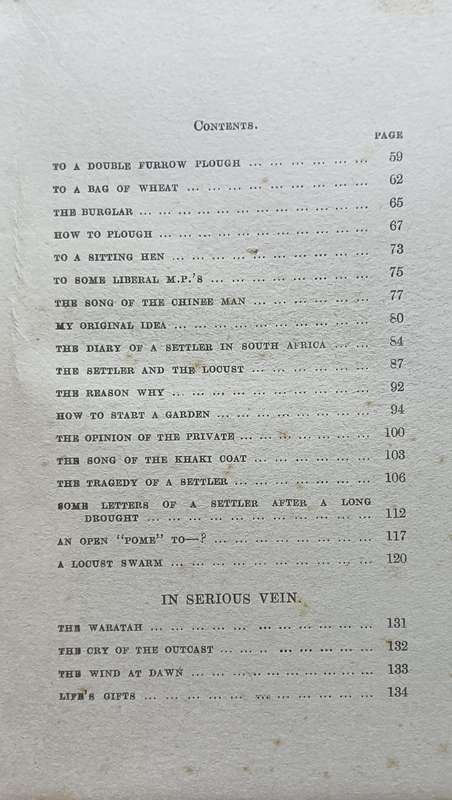 CONTENTS.
PAGE
TO A DOUBLE FURROW PLOUGH ... ... ... ... ... ... 59
TO A BAG OF WHEAT ... ... ... ... ... ... ... ... ... 62
THE BURGLAR ... ... ... ... ... ... ... ... ... ... ... 65
HOW TO PLOUGH ... ... ... ... ... ... ... ... ... ... 67
TO A SITTING HEN ... ... ... ... ... ... ... ... ... ... 73
TO SOME LIBERAL M.P.'S ... ... ... ... ... ... ... ... 75
THE SONG OF THE CHINEE MAN ... ... ... ... ... ... 77
MY ORIGINAL IDEA ... ... ... ... ... ... ... ... ... ... 80
THE DIARY OF A SETTLER IN SOUTH AFRICA ... ... 84
THE SETTLER AND THE LOCUST ... ... ... ... ... ... 87
THE REASON WHY ... ... ... ... ... ... ... ... ... ... 92
HOW TO START A GARDEN ... ... ... ... ... ... ... ... 94
THE OPINION OF THE PRIVATE ... ... ... ... ... ... ... 100
THE SONG OF THE KHAKI COAT ... ... ... ... ... ... 103
THE TRAGEDY OF A SETTLER ... ... ... ... ... ... ... 106
SOME LETTERS OF A SETTLER AFTER A LONG
DROUGHT ... ... ... ... ... ... ... ... ... ... ... 112
AN OPEN "POME" TO—? ... ... ... ... ... ... ... ... 117
A LOCUST SWARM ... ... ... ... ... ... ... ... ... ... 120
IN SERIOUS VEIN.
THE WARATAH ... ... ... ... ... ... ... ... ... ... ... 131
THE CRY OF THE OUTCAST ... ... ... ... ... ... ... 132
THE WIND AT DAWN ... ... ... ... ... ... ... ... ... 133
LIFE'S GIFTS ... ... ... ... ... ... ... ... ... ... ... 134